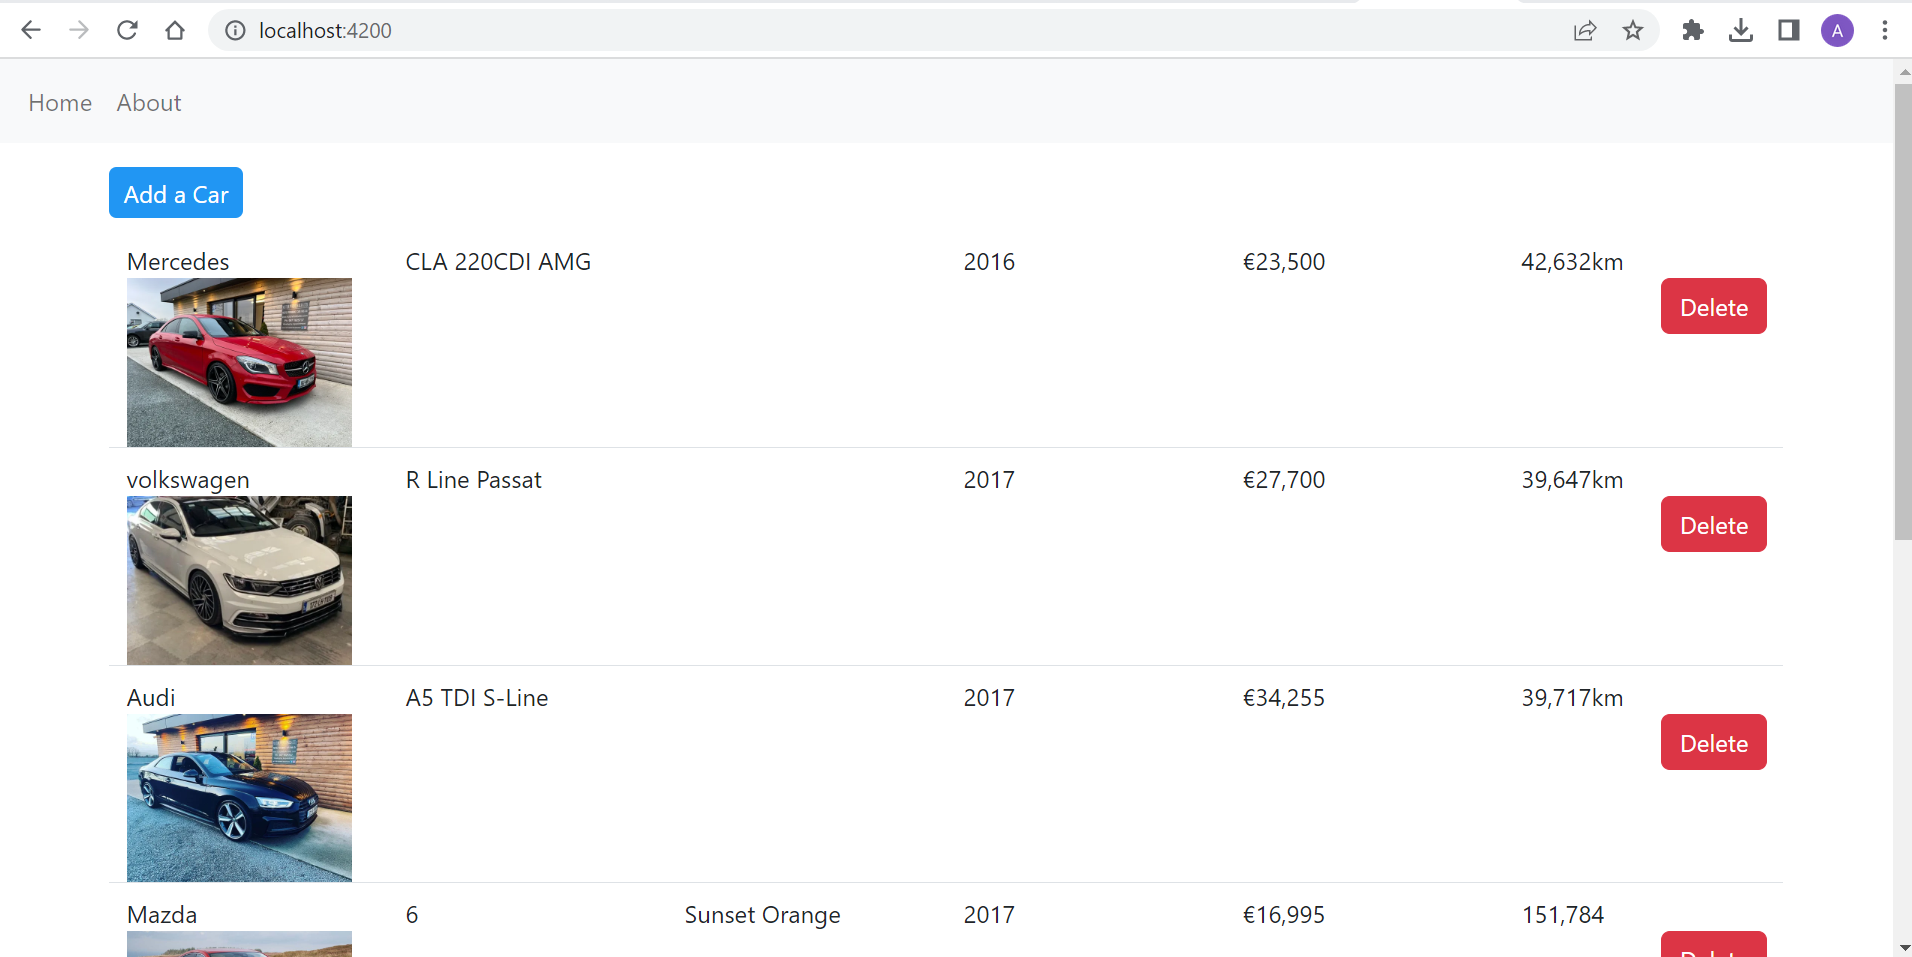 localhost:4200
A
Home About
Add a Car
Mercedes CLA 220CDI AMG 2016 €23,500 42,632km
Delete
volkswagen R Line Passat 2017 €27,700 39,647km
Delete
Audi A5 TDI S-Line 2017 €34,255 39,717km
Delete
Mazda 6 Sunset Orange 2017 €16,995 151,784
Delete